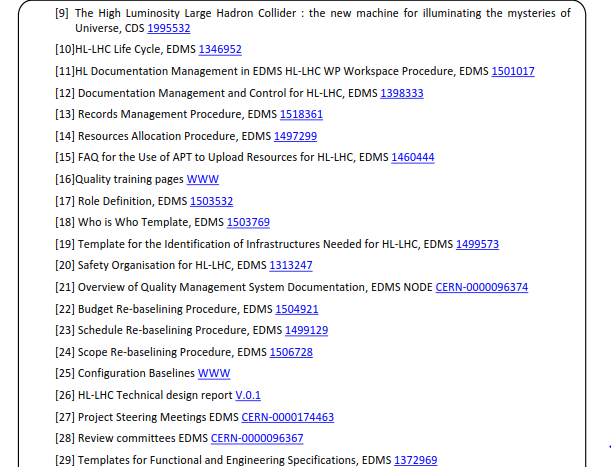 [9] The High Luminosity Large Hadron Collider : the new machine for illuminating the mysteries of
Universe, CDS 1995532
[10]HL-LHC Life Cycle, EDMS 1346952
[11]HL Documentation Management in EDMS HL-LHC WP Workspace Procedure, EDMS 1501017
[12] Documentation Management and Control for HL-LHC, EDMS 1398333
[13] Records Management Procedure, EDMS 1518361
[14] Resources Allocation Procedure, EDMS 1497299
[15] FAQ for the Use of APT to Upload Resources for HL-LHC, EDMS 1460444
[16]Quality training pages WWW
[17] Role Definition, EDMS 1503532
[18] Who is Who Template, EDMS 1503769
[19] Template for the Identification of Infrastructures Needed for HL-LHC, EDMS 1499573
[20] Safety Organisation for HL-LHC, EDMS 1313247
[21] Overview of Quality Management System Documentation, EDMS NODE CERN-0000096374
[22] Budget Re-baselining Procedure, EDMS 1504921
[23] Schedule Re-baselining Procedure, EDMS 1499129
[24] Scope Re-baselining Procedure, EDMS 1506728
[25] Configuration Baselines WWW
[26] HL-LHC Technical design report V.0.1
[27] Project Steering Meetings EDMS CERN-0000174463
[28] Review committees EDMS CERN-0000096367
[29] Templates for Functional and Engineering Specifications, EDMS 1372969